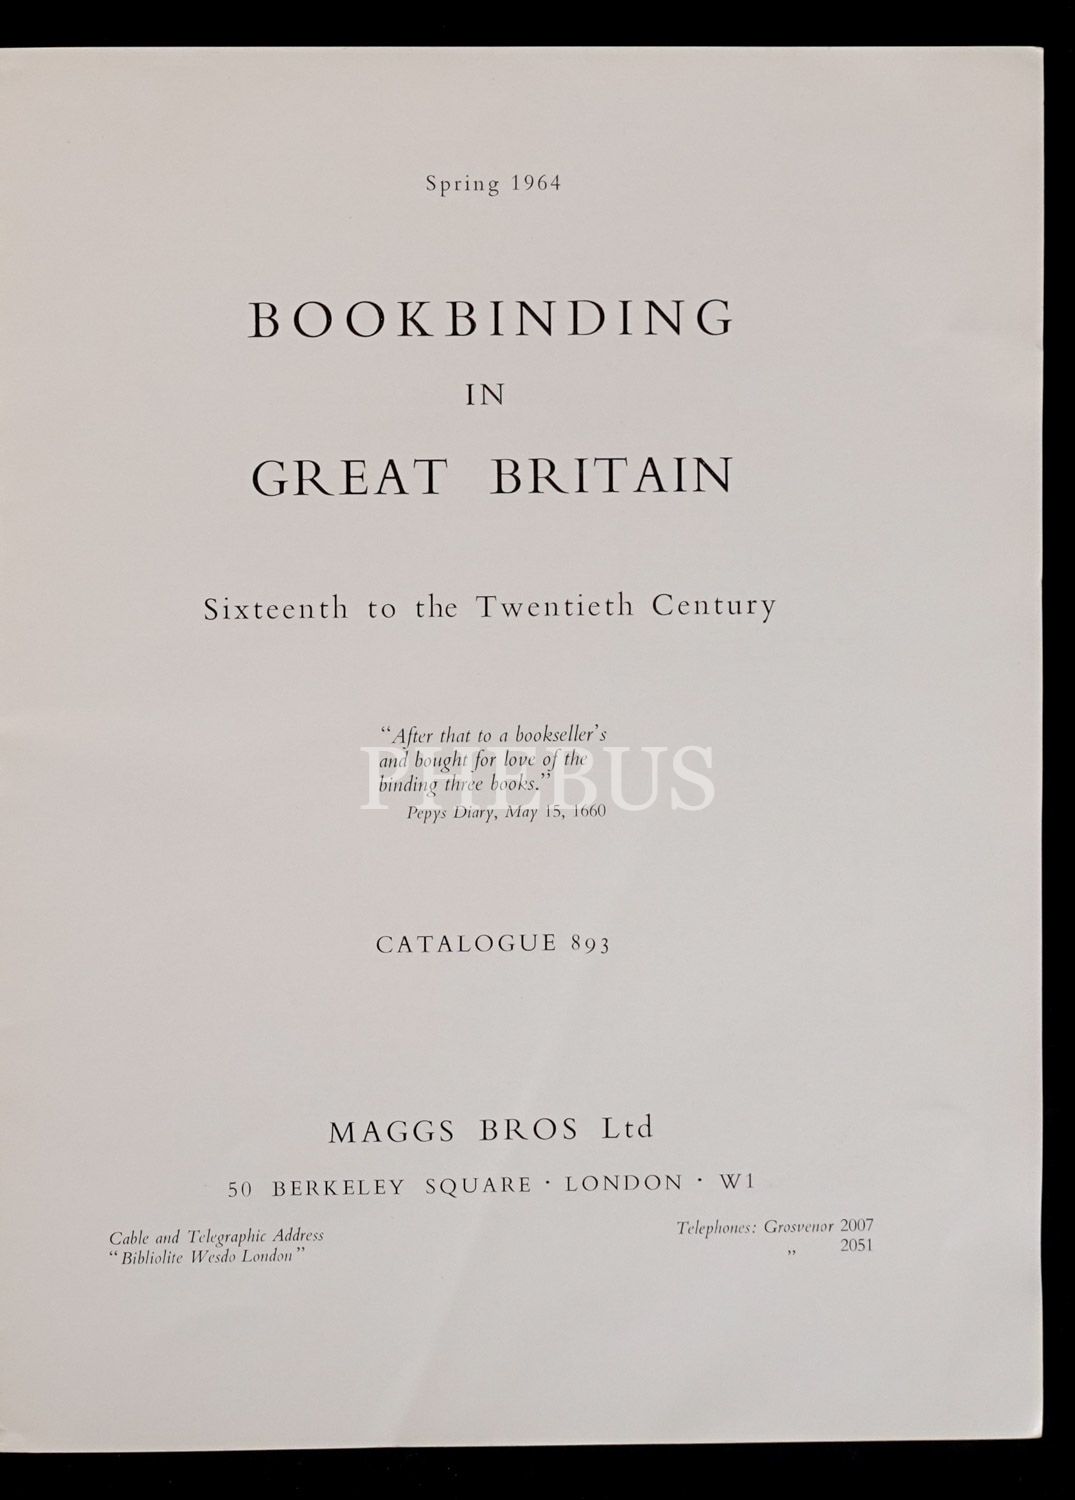 Spring 1964
BOOKBINDING
IN
GREAT BRITAIN
Sixteenth to the Twentieth Century
“After that to a bookseller’s
and bought for love of the
binding three books.”
PHEBUS
Pepys Diary, May 15, 1660
CATALOGUE 893
MAGGS BROS Ltd
50 BERKELEY SQUARE · LONDON · W1
Cable and Telegraphic Address
“Bibliolite Wesdo London”
Telephones: Grosvenor 2007
„ 2051